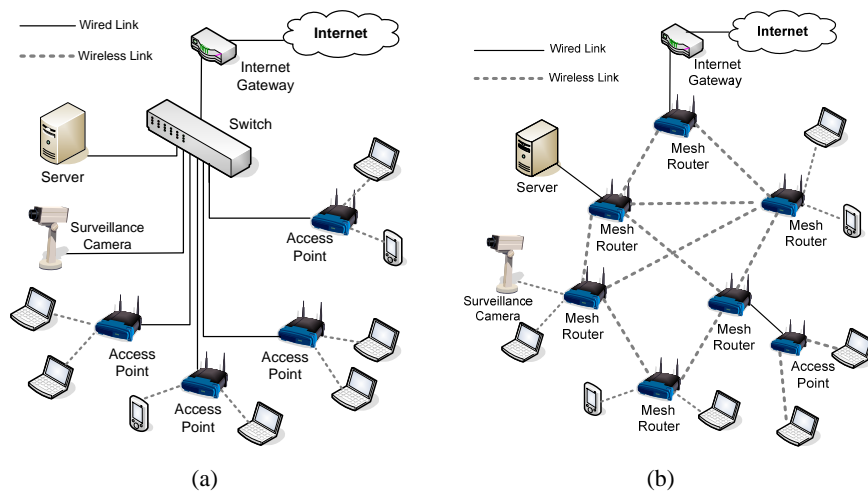 Wired Link
Wireless Link
Internet
Internet
Gateway
Switch
Server
Surveillance
Camera
Access
Point
Access
Point
Access
Point
Access
Point
(a)
Internet
Wired Link
Wireless Link
Internet
Gateway
Mesh
Router
Server
Mesh
Router
Mesh
Router
Surveillance
Camera
Mesh
Router
Mesh
Router
Access
Point
Mesh
Router
(b)